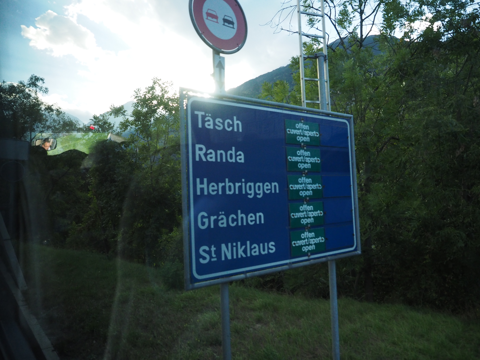 Täsch
offen
ouvert/aperto
open
Randa
offen
ouvert/aperto
open
Herbriggen
offen
ouvert/aperto
open
Grächen
offen
ouvert/aperto
open
St Niklaus
offen
ouvert/aperto
open